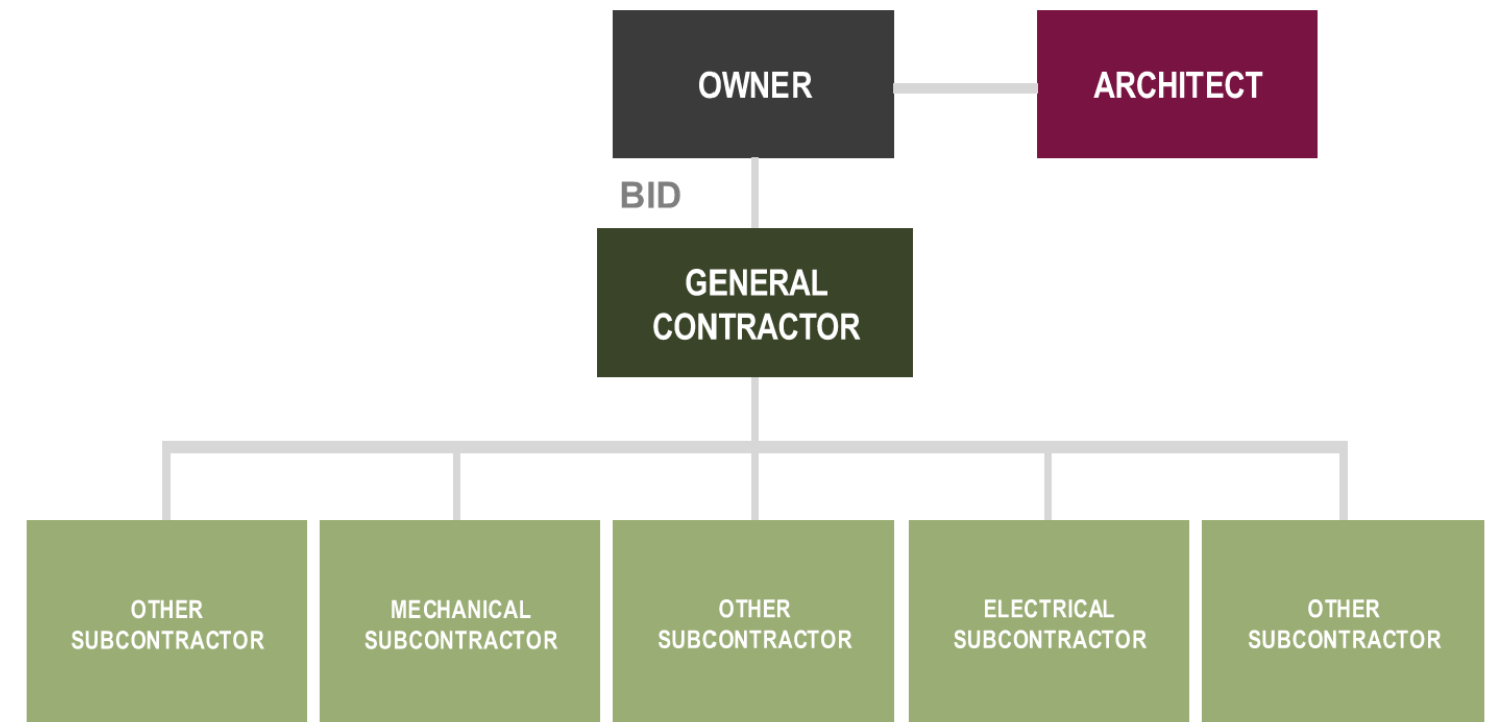 OWNER
ARCHITECT
BID
GENERAL
CONTRACTOR
OTHER
SUBCONTRACTOR
MECHANICAL
SUBCONTRACTOR
OTHER
SUBCONTRACTOR
ELECTRICAL
SUBCONTRACTOR
OTHER
SUBCONTRACTOR